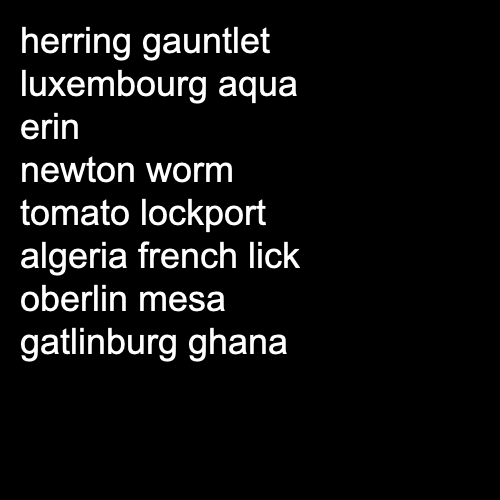 herring gauntlet
luxembourg aqua
erin
newton worm
tomato lockport
algeria french lick
oberlin mesa
gatlinburg ghana